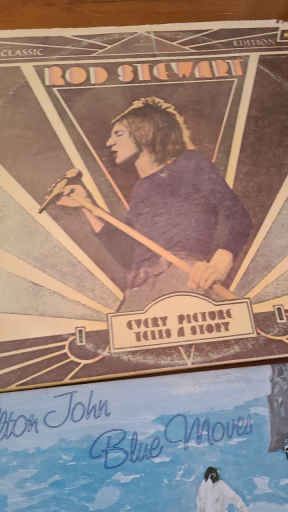 CLASSIC EDITION
ROD STEWART
EVERY PICTURE
TELLS A STORY
lton John
Blue Moves